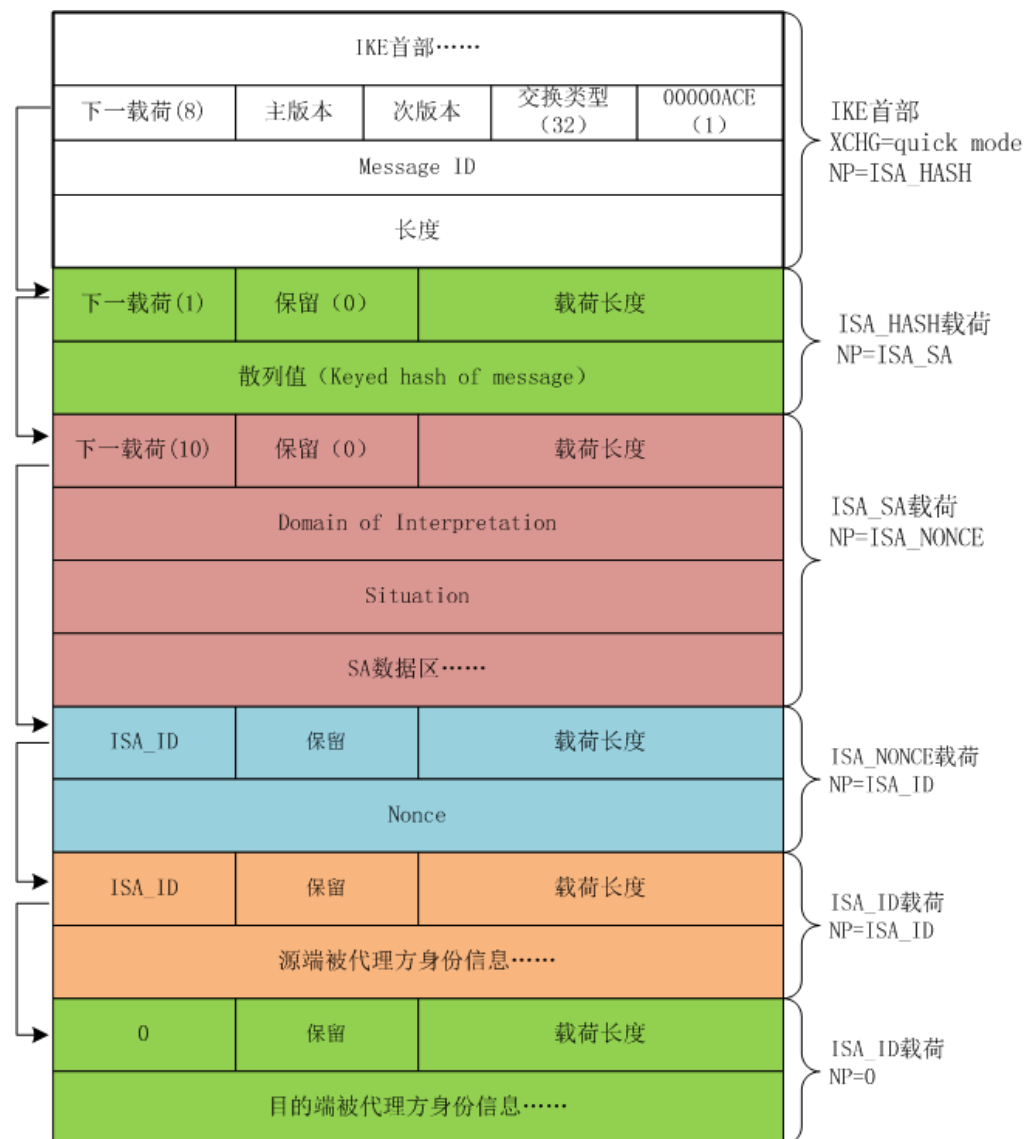 IKE首部……
下一载荷(8) 主版本 次版本 交换类型(32) 00000ACE(1)
Message ID
长度
IKE首部
XCHG=quick mode
NP=ISA_HASH
下一载荷(1) 保留(0) 载荷长度
散列值(Keyed hash of message)
ISA_HASH载荷
NP=ISA_SA
下一载荷(10) 保留(0) 载荷长度
Domain of Interpretation
Situation
SA数据区……
ISA_SA载荷
NP=ISA_NONCE
ISA_ID 保留 载荷长度
Nonce
ISA_NONCE载荷
NP=ISA_ID
ISA_ID 保留 载荷长度
源端被代理方身份信息……
ISA_ID载荷
NP=ISA_ID
0 保留 载荷长度
目的端被代理方身份信息……
ISA_ID载荷
NP=0